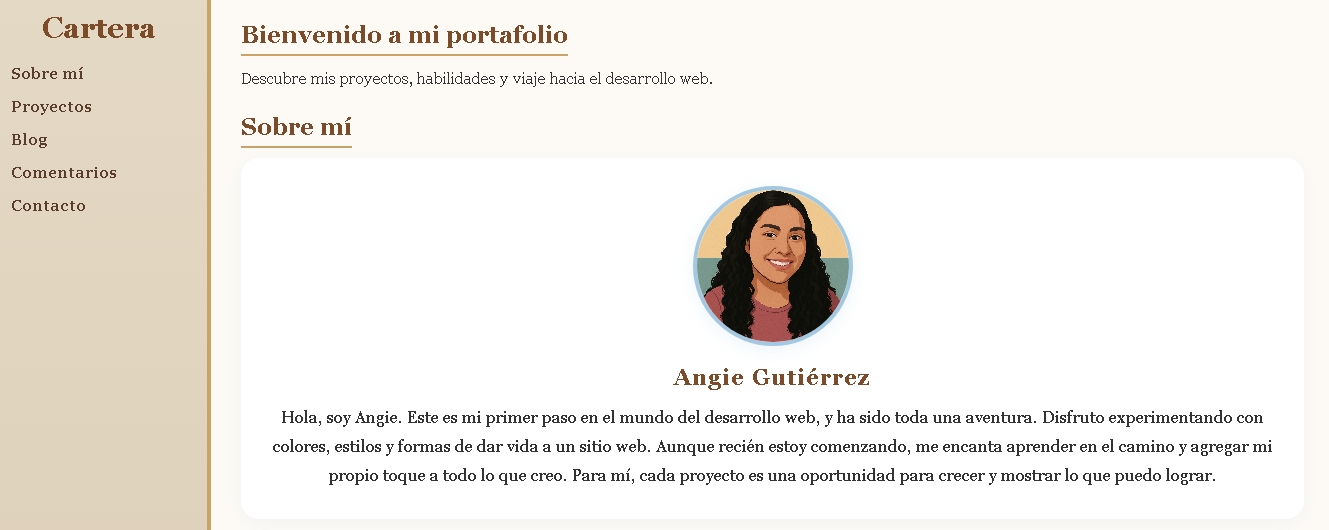 Cartera
Sobre mí
Proyectos
Blog
Comentarios
Contacto
Bienvenido a mi portafolio
Descubre mis proyectos, habilidades y viaje hacia el desarrollo web.
Sobre mí
Angie Gutiérrez
Hola, soy Angie. Este es mi primer paso en el mundo del desarrollo web, y ha sido toda una aventura. Disfruto experimentando con
colores, estilos y formas de dar vida a un sitio web. Aunque recién estoy comenzando, me encanta aprender en el camino y agregar mi
propio toque a todo lo que creo. Para mí, cada proyecto es una oportunidad para crecer y mostrar lo que puedo lograr.